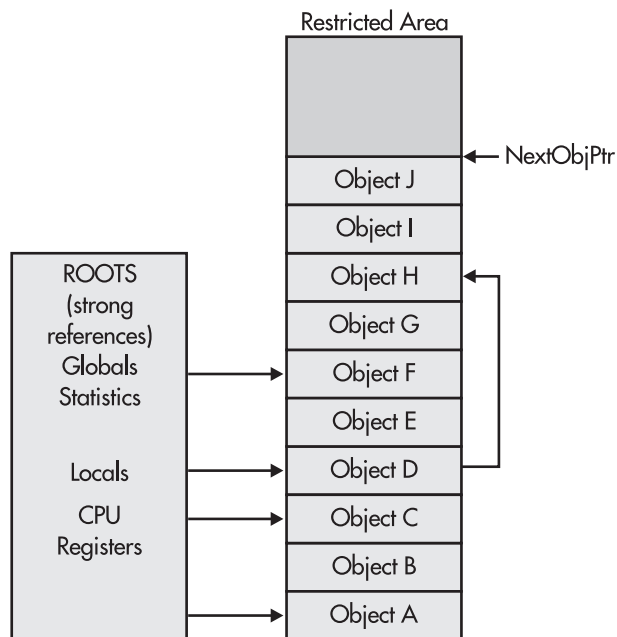 Restricted Area
NextObjPtr
Object J
Object I
Object H
Object G
Object F
Object E
Object D
Object C
Object B
Object A
ROOTS
(strong
references)
Globals
Statistics
Locals
CPU
Registers